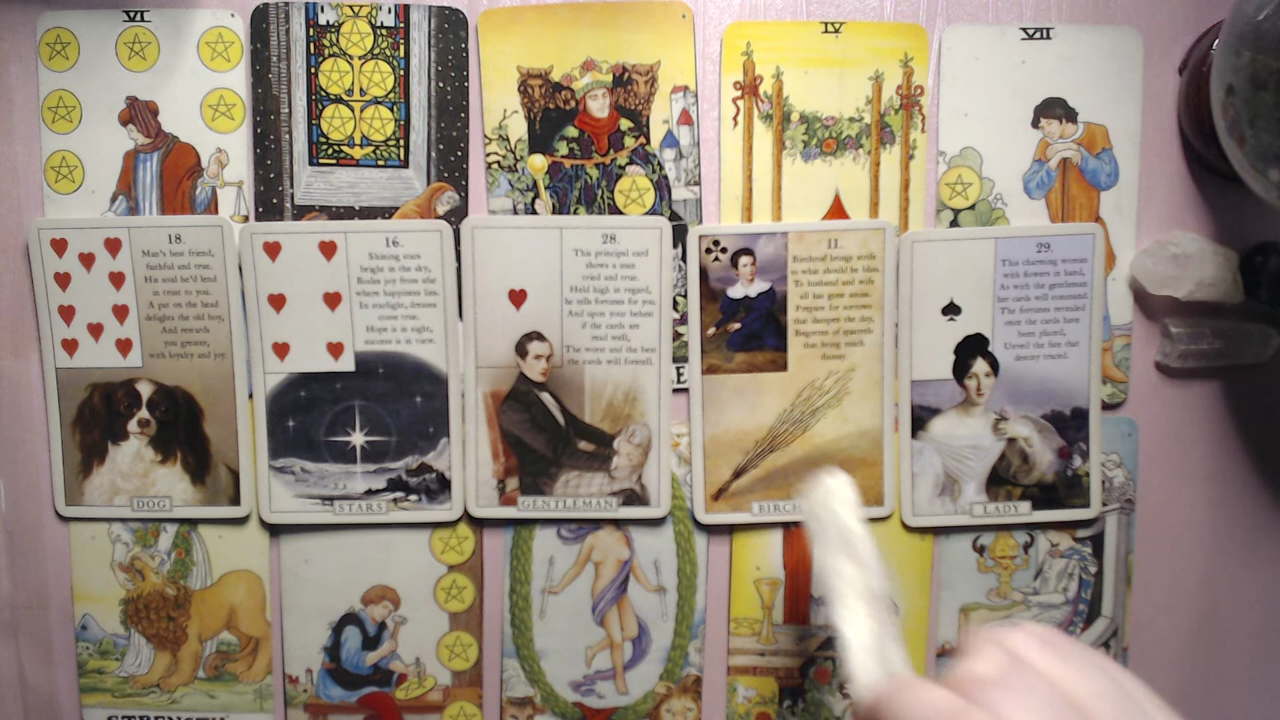 VI
IV
VII
18.
Man's best friend,
faithful and true.
His soul he'd lend
in trust to you.
A pat on the head
delights the old boy,
And rewards
you greater,
with loyalty and joy.
DOG
16.
Shining stars
bright in the sky,
Bodes joy from afar
where happiness lies.
In starlight, dreams
come true.
Hope is in sight,
success is in view.
STARS
28.
This principal card
shows a man
tried and true.
Held high in regard,
he tells fortunes for you.
And upon your behest
if the cards are
read well,
The worst and the best
the cards will foretell.
GENTLEMAN
11.
Birchrod brings strife
to what should be bliss.
To husband and wife
all has gone amiss.
Prepare for sorrows
that dampen the day,
Begetter of quarrels
that bring much
dismay.
BIRCH
29.
This charming woman
with flowers in hand,
As with the gentleman
her cards will command.
The fortunes revealed
once the cards have
been placed,
Unveil the fate that
destiny traced.
LADY
STRENGTH